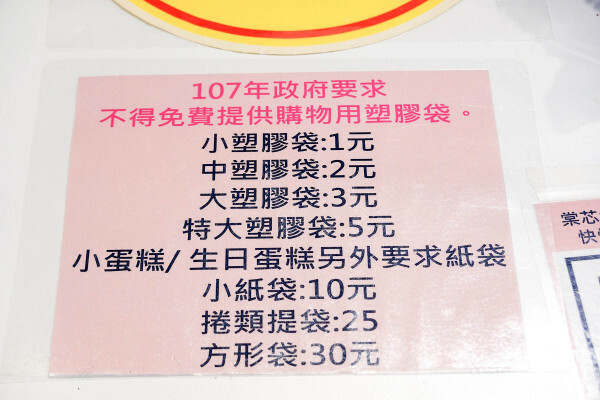 107年政府要求
不得免費提供購物用塑膠袋。
小塑膠袋:1元
中塑膠袋:2元
大塑膠袋:3元
特大塑膠袋:5元
小蛋糕/ 生日蛋糕另外要求紙袋
小紙袋:10元
捲類提袋:25
方形袋:30元
棠芯